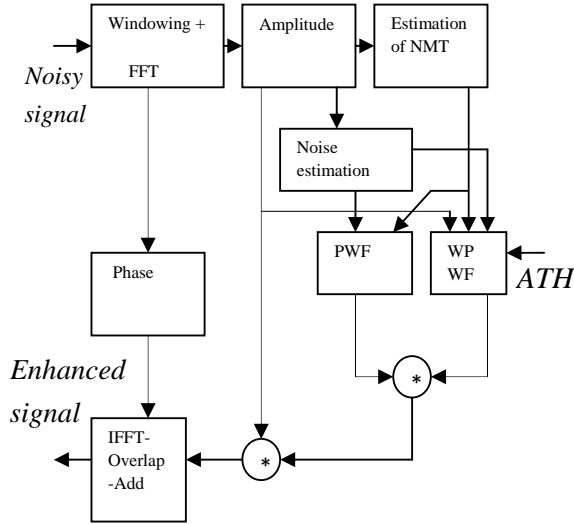 Windowing +
FFT
Amplitude
Estimation
of NMT
Noisy
signal
Noise
estimation
PWF
WP
WF
ATH
Phase
*
Enhanced
signal
IFFT-
Overlap
-Add
*